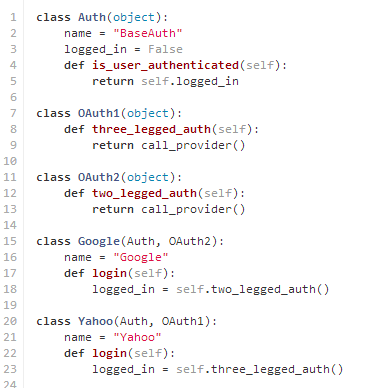 1 class Auth(object):
2     name = "BaseAuth"
3     logged_in = False
4     def is_user_authenticated(self):
5         return self.logged_in
6
7 class OAuth1(object):
8     def three_legged_auth(self):
9         return call_provider()
10
11 class OAuth2(object):
12     def two_legged_auth(self):
13         return call_provider()
14
15 class Google(Auth, OAuth2):
16     name = "Google"
17     def login(self):
18         logged_in = self.two_legged_auth()
19
20 class Yahoo(Auth, OAuth1):
21     name = "Yahoo"
22     def login(self):
23         logged_in = self.three_legged_auth()
24